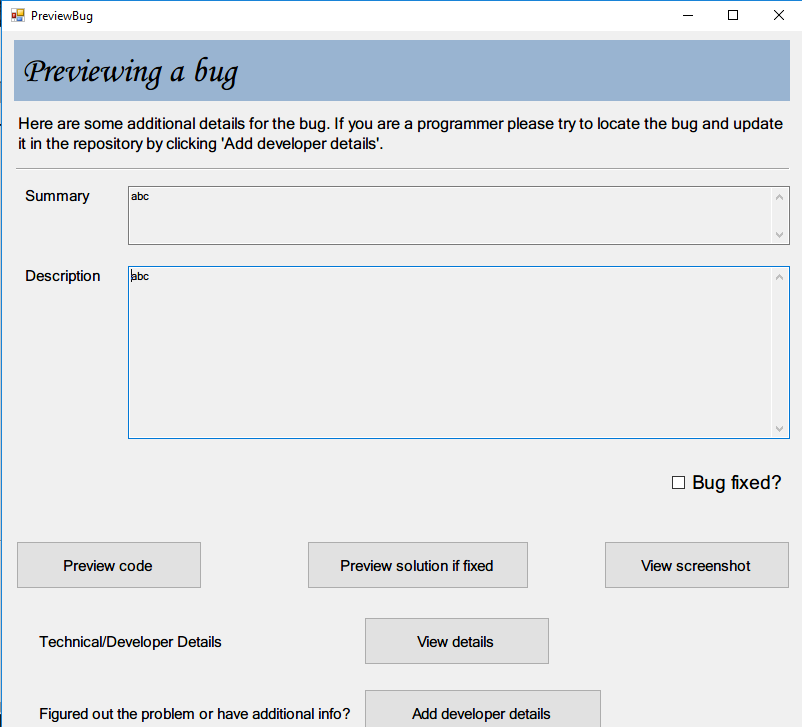 PreviewBug
Previewing a bug
Here are some additional details for the bug. If you are a programmer please try to locate the bug and update
it in the repository by clicking 'Add developer details'.
Summary
abc
Description
abc
Bug fixed?
Preview code
Preview solution if fixed
View screenshot
Technical/Developer Details
View details
Figured out the problem or have additional info?
Add developer details